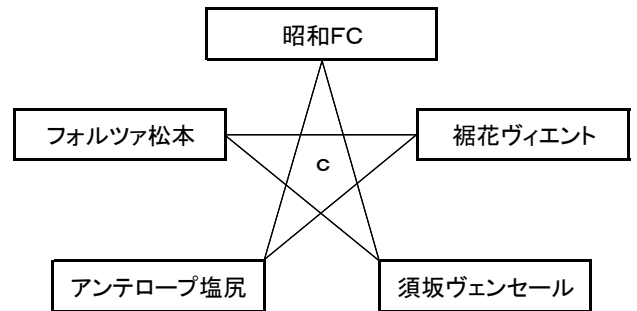 昭和FC
フォルツァ松本
裾花ヴィエント
C
アンテロープ塩尻
須坂ヴェンセール